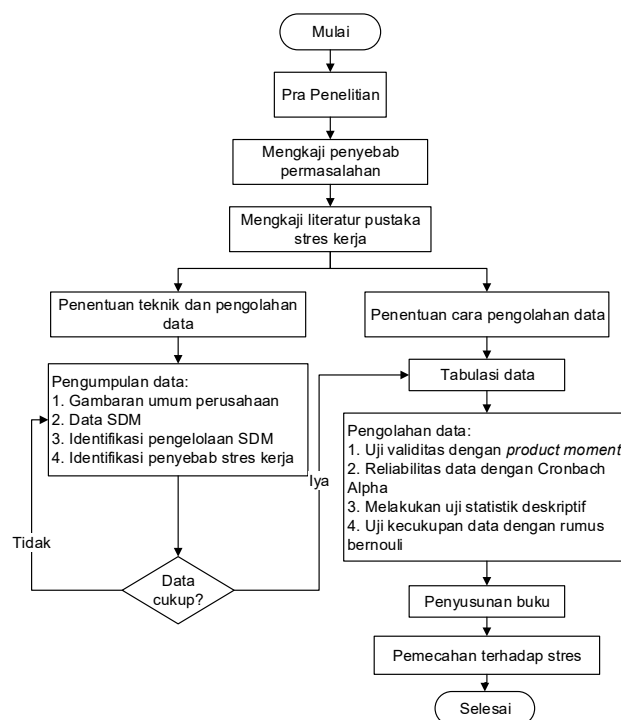 Mulai
Pra Penelitian
Mengkaji penyebab
permasalahan
Mengkaji literatur pustaka
stres kerja
Penentuan teknik dan pengolahan
data
Pengumpulan data:
1. Gambaran umum perusahaan
2. Data SDM
3. Identifikasi pengelolaan SDM
4. Identifikasi penyebab stres kerja
Tidak
Data
cukup?
Iya
Penentuan cara pengolahan data
Tabulasi data
Pengolahan data:
1. Uji validitas dengan product moment
2. Reliabilitas data dengan Cronbach
Alpha
3. Melakukan uji statistik deskriptif
4. Uji kecukupan data dengan rumus
bernouli
Penyusunan buku
Pemecahan terhadap stres
Selesai